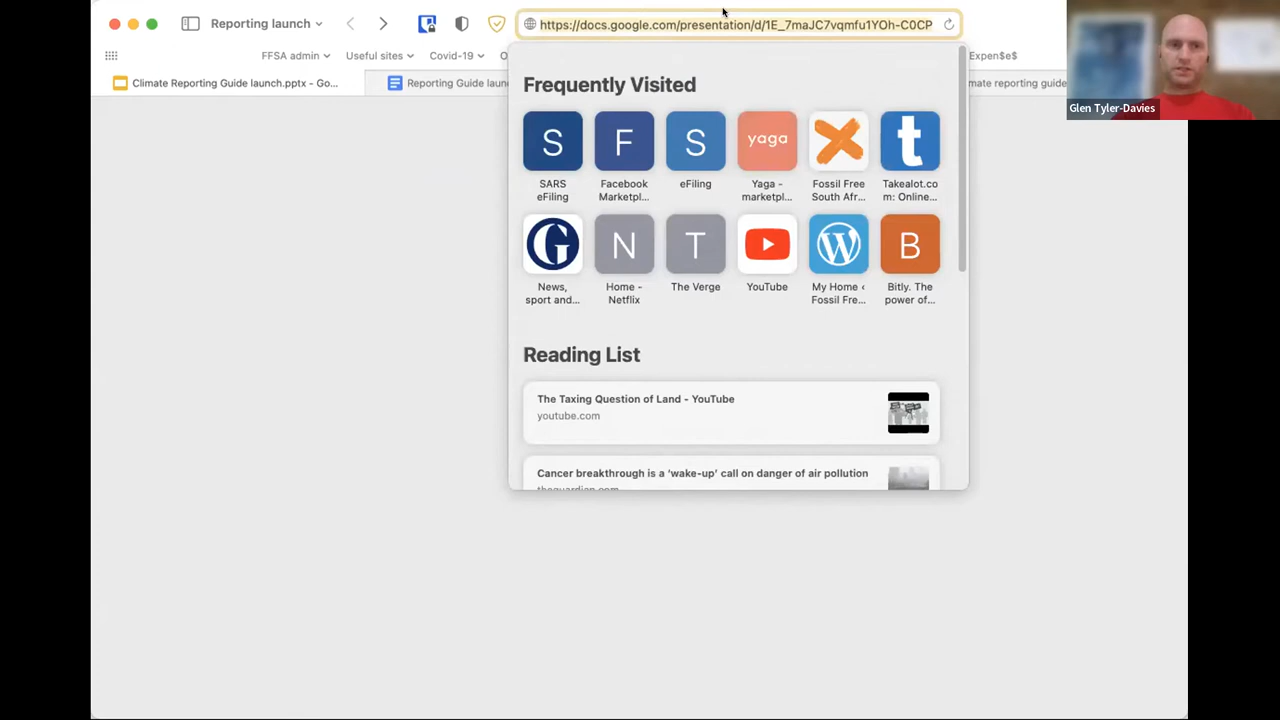 Reporting launch
https://docs.google.com/presentation/d/1E_7maJC7vqmfu1YOh-C0CP
FFSA admin
Useful sites
Covid-19
Expen$e$
Climate Reporting Guide launch.pptx - Go...
Reporting Guide laun
mate reporting guide
Glen Tyler-Davies
Frequently Visited
S
F
S
yaga
t
SARS
eFiling
Facebook
Marketpl...
eFiling
Yaga -
marketpl...
Fossil Free
South Afr...
Takealot.co
m: Online...
G
N
T
W
B
News,
sport and...
Home -
Netflix
The Verge
YouTube
My Home ‹
Fossil Fre...
Bitly. The
power of...
Reading List
The Taxing Question of Land - YouTube
youtube.com
Cancer breakthrough is a ‘wake-up’ call on danger of air pollution
theguardian.com